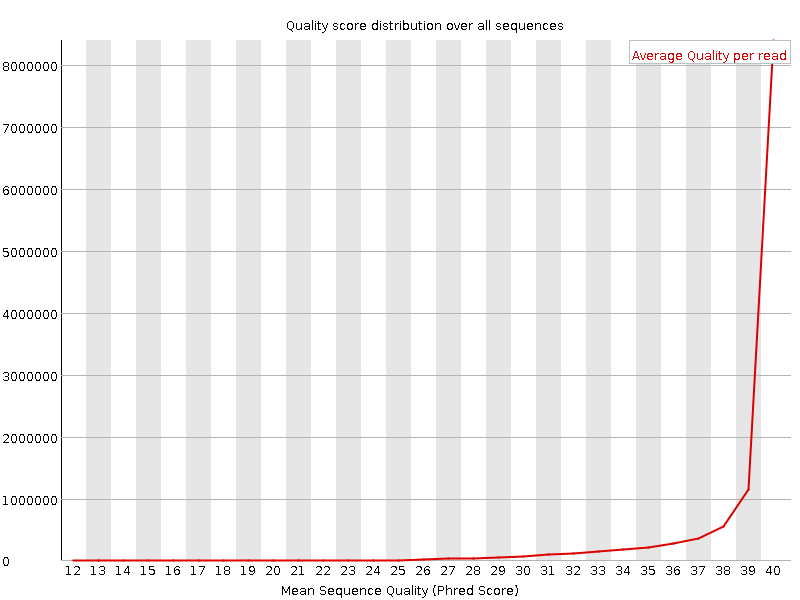 Quality score distribution over all sequences
Average Quality per read
8000000
7000000
6000000
5000000
4000000
3000000
2000000
1000000
0
12 13 14 15 16 17 18 19 20 21 22 23 24 25 26 27 28 29 30 31 32 33 34 35 36 37 38 39 40
Mean Sequence Quality (Phred Score)